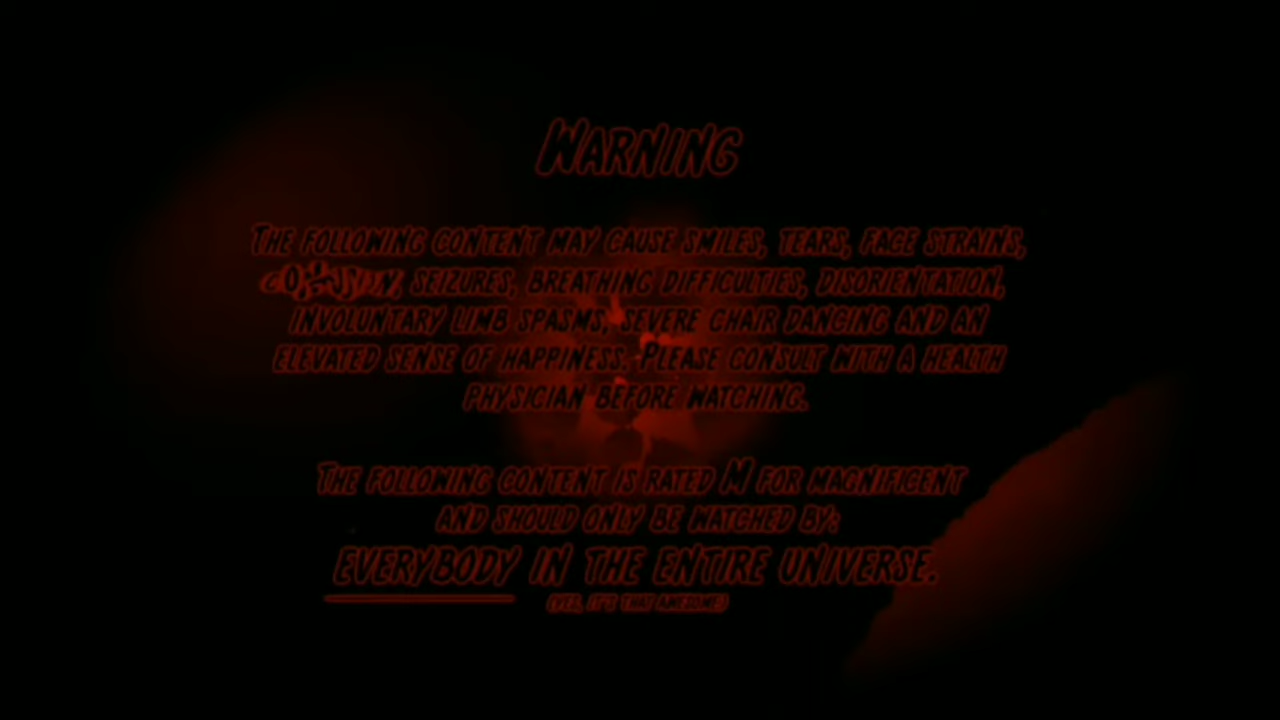 WARNING
THE FOLLOWING CONTENT MAY CAUSE SMILES, TEARS, FACE STRAINS,
CONFUSION, SEIZURES, BREATHING DIFFICULTIES, DISORIENTATION,
INVOLUNTARY LIMB SPASMS, SEVERE CHAIR DANCING AND AN
ELEVATED SENSE OF HAPPINESS. PLEASE CONSULT WITH A HEALTH
PHYSICIAN BEFORE WATCHING.
THE FOLLOWING CONTENT IS RATED M FOR MAGNIFICENT
AND SHOULD ONLY BE WATCHED BY:
EVERYBODY IN THE ENTIRE UNIVERSE.
(YES, IT'S THAT AWESOME)